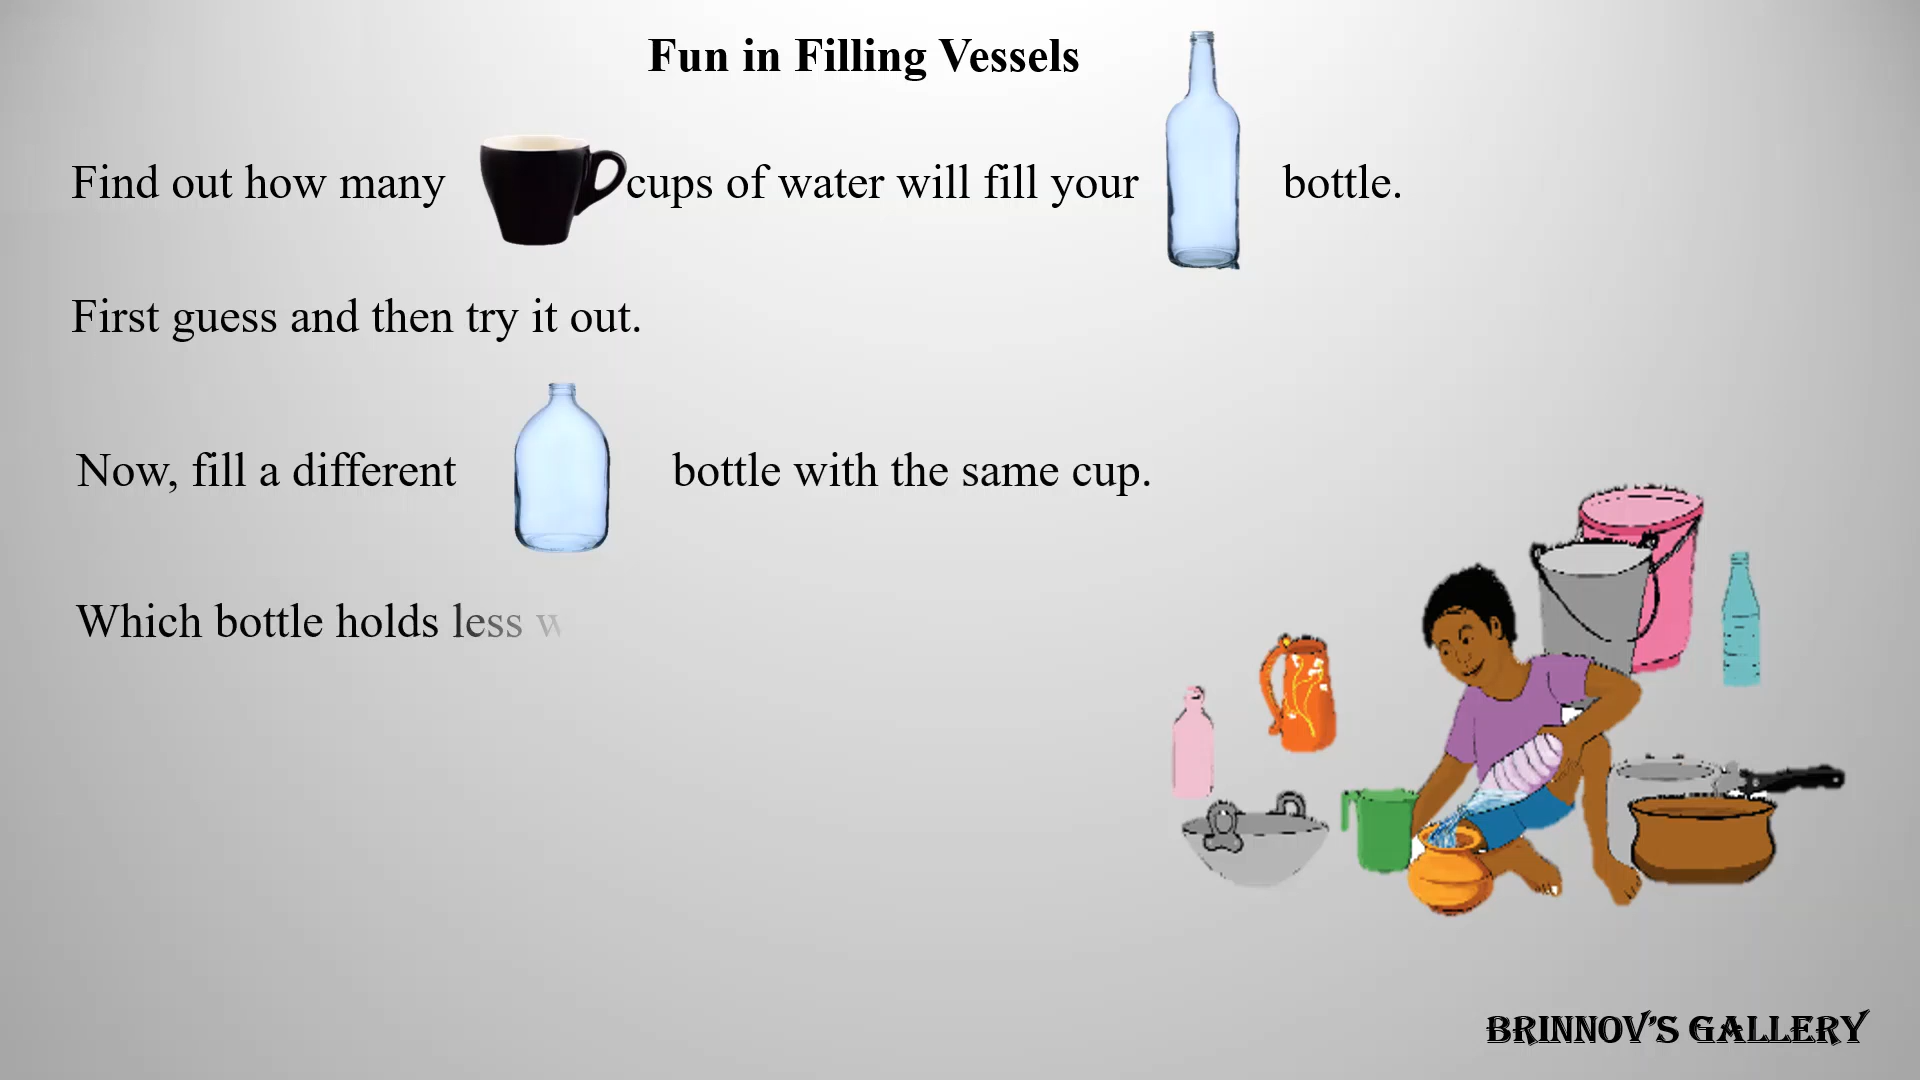 Fun in Filling Vessels
Find out how many cups of water will fill your bottle.
First guess and then try it out.
Now, fill a different bottle with the same cup.
Which bottle holds less
BRINNOV'S GALLERY